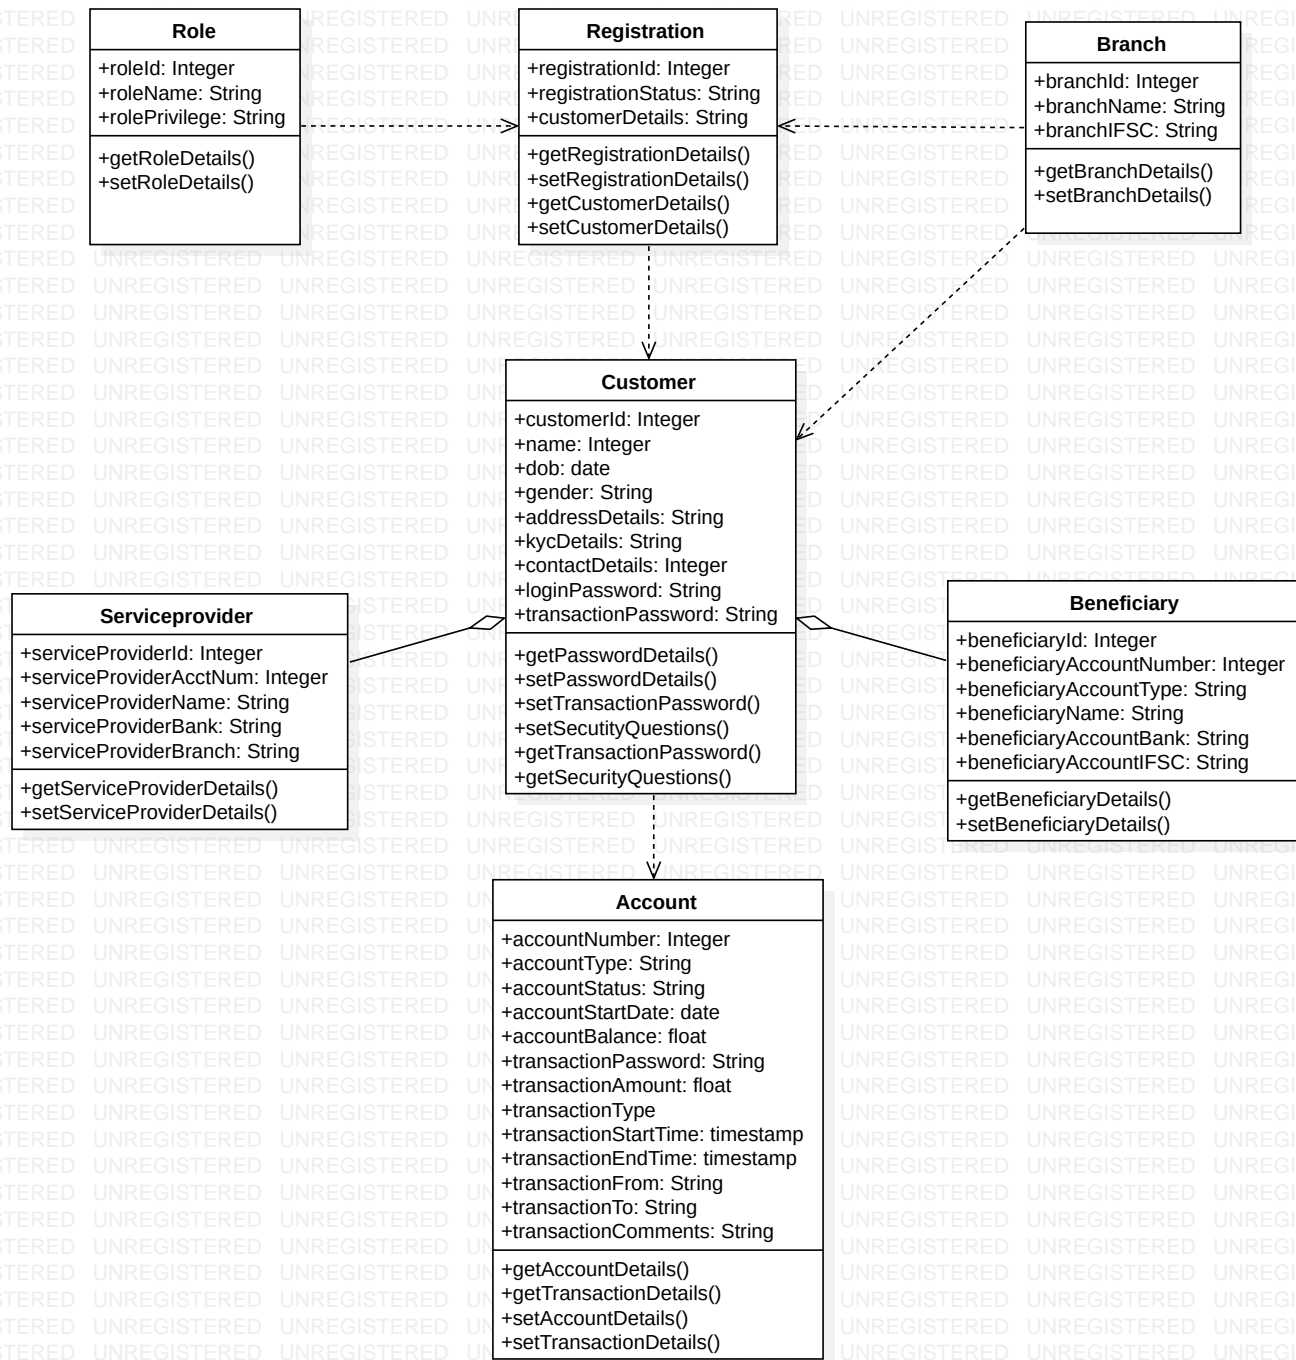 Role
+roleId: Integer
+roleName: String
+rolePrivilege: String
+getRoleDetails()
+setRoleDetails()
Registration
+registrationId: Integer
+registrationStatus: String
+customerDetails: String
+getRegistrationDetails()
+setRegistrationDetails()
+getCustomerDetails()
+setCustomerDetails()
Branch
+branchId: Integer
+branchName: String
+branchIFSC: String
+getBranchDetails()
+setBranchDetails()
Customer
+customerId: Integer
+name: Integer
+dob: date
+gender: String
+addressDetails: String
+kycDetails: String
+contactDetails: Integer
+loginPassword: String
+transactionPassword: String
+getPasswordDetails()
+setPasswordDetails()
+setTransactionPassword()
+setSecutityQuestions()
+getTransactionPassword()
+getSecurityQuestions()
Serviceprovider
+serviceProviderId: Integer
+serviceProviderAcctNum: Integer
+serviceProviderName: String
+serviceProviderBank: String
+serviceProviderBranch: String
+getServiceProviderDetails()
+setServiceProviderDetails()
Beneficiary
+beneficiaryId: Integer
+beneficiaryAccountNumber: Integer
+beneficiaryAccountType: String
+beneficiaryName: String
+beneficiaryAccountBank: String
+beneficiaryAccountIFSC: String
+getBeneficiaryDetails()
+setBeneficiaryDetails()
Account
+accountNumber: Integer
+accountType: String
+accountStatus: String
+accountStartDate: date
+accountBalance: float
+transactionPassword: String
+transactionAmount: float
+transactionType
+transactionStartTime: timestamp
+transactionEndTime: timestamp
+transactionFrom: String
+transactionTo: String
+transactionComments: String
+getAccountDetails()
+getTransactionDetails()
+setAccountDetails()
+setTransactionDetails()
UNREGISTERED